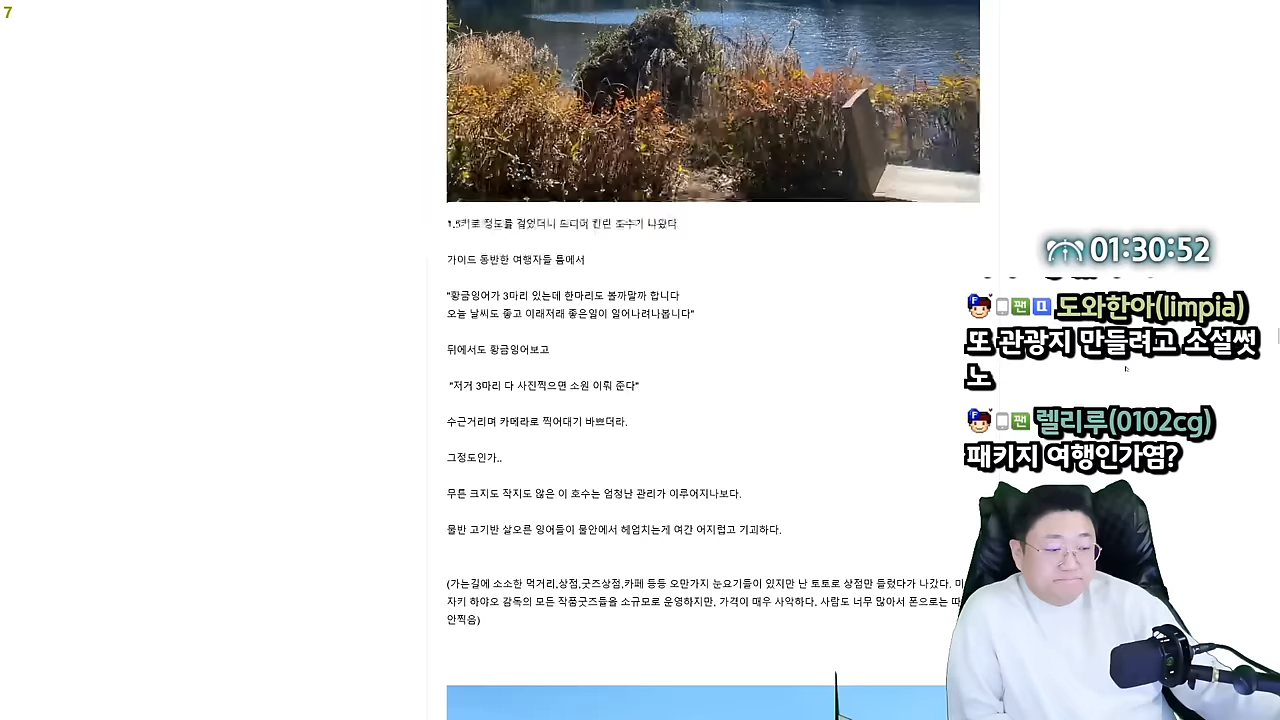 7
1.5키로 정도를 걸었더니 드디어 킨린 호수가 나왔다
가이드 동반한 여행자들 틈에서
"황금잉어가 3마리 있는데 한마리도 볼까말까 합니다
오늘 날씨도 좋고 이래저래 좋은일이 일어나려나봅니다"
뒤에서도 황금잉어보고
"저거 3마리 다 사진찍으면 소원 이뤄 준다"
수근거리며 카메라로 찍어대기 바쁘더라.
그정도인가..
무튼 크지도 작지도 않은 이 호수는 엄청난 관리가 이루어지나보다.
물반 고기반 살오른 잉어들이 물안에서 헤엄치는게 여간 어지럽고 기괴하다.
(가는길에 소소한 먹거리,상점,굿즈상점,카페 등등 오만가지 눈요기들이 있지만 난 토토로 상점만 들렸다가 나갔다. 미
자키 하야오 감독의 모든 작품굿즈들을 소규모로 운영하지만, 가격이 매우 사악하다. 사람도 너무 많아서 폰으로는 따
안찍음)
01:30:52
F 팬 도와한아(limpia)
또 관광지 만들려고 소설썻
노
F 팬 렐리루(0102cg)
패키지 여행인가염?